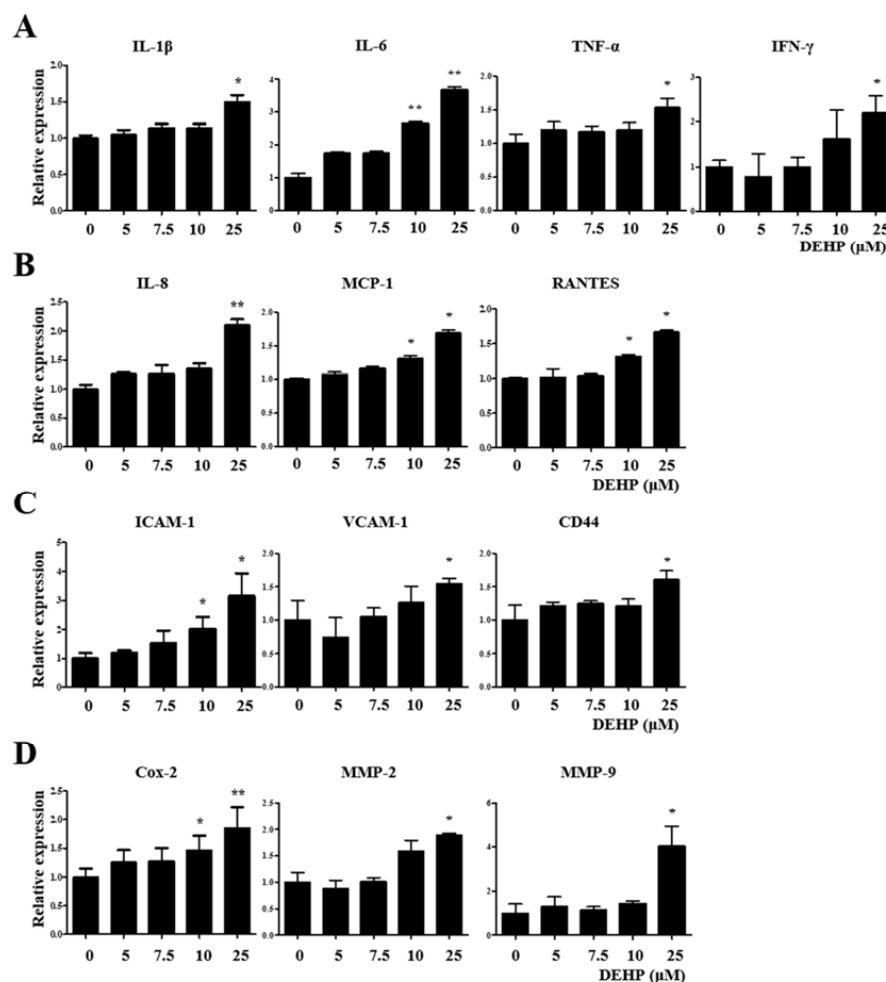 A
IL-1β
IL-6
TNF-α
IFN-γ
Relative expression
2.0
1.5
1.0
0.5
0.0
*
0 5 7.5 10 25
4
2
0
** **
0 5 7.5 10 25
2.0
1.5
1.0
0.5
0.0
*
0 5 7.5 10 25
3
2
1
0
*
0 5 7.5 10 25
DEHP (μM)
B
IL-8
MCP-1
RANTES
Relative expression
2.5
2.0
1.5
1.0
0.5
0.0
**
0 5 7.5 10 25
2.0
1.5
1.0
0.5
0.0
* *
0 5 7.5 10 25
2.0
1.5
1.0
0.5
0.0
* *
0 5 7.5 10 25
DEHP (μM)
C
ICAM-1
VCAM-1
CD44
Relative expression
5
4
3
2
1
0
* *
0 5 7.5 10 25
2.0
1.5
1.0
0.5
0.0
*
0 5 7.5 10 25
2.0
1.5
1.0
0.5
0.0
*
0 5 7.5 10 25
DEHP (μM)
D
Cox-2
MMP-2
MMP-9
Relative expression
2.5
2.0
1.5
1.0
0.5
0.0
* **
0 5 7.5 10 25
2.5
2.0
1.5
1.0
0.5
0.0
*
0 5 7.5 10 25
6
4
2
0
*
0 5 7.5 10 25
DEHP (μM)